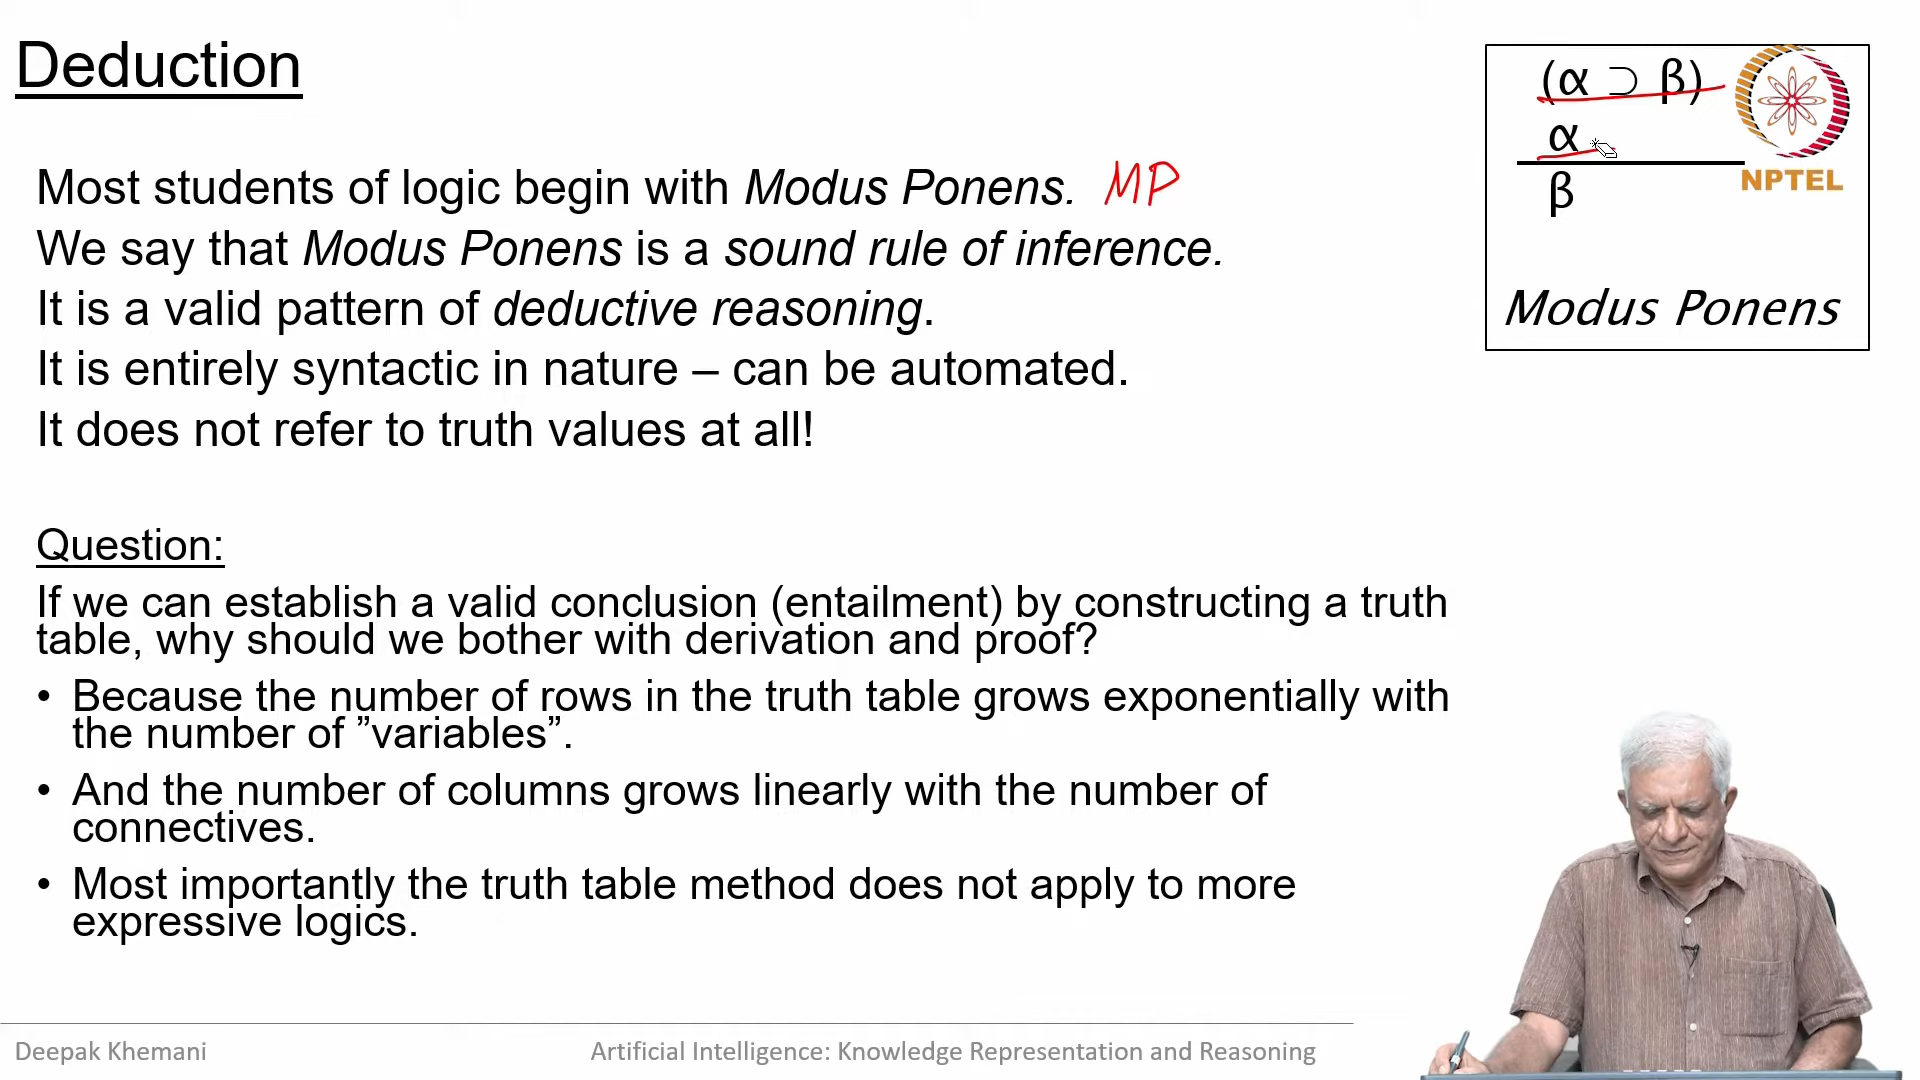 Deduction
(α ⊃ β)
α
β
NPTEL
Modus Ponens
Most students of logic begin with Modus Ponens. MP
We say that Modus Ponens is a sound rule of inference.
It is a valid pattern of deductive reasoning.
It is entirely syntactic in nature – can be automated.
It does not refer to truth values at all!
Question:
If we can establish a valid conclusion (entailment) by constructing a truth
table, why should we bother with derivation and proof?
• Because the number of rows in the truth table grows exponentially with
the number of ”variables”.
• And the number of columns grows linearly with the number of
connectives.
• Most importantly the truth table method does not apply to more
expressive logics.
Deepak Khemani
Artificial Intelligence: Knowledge Representation and Reasoning